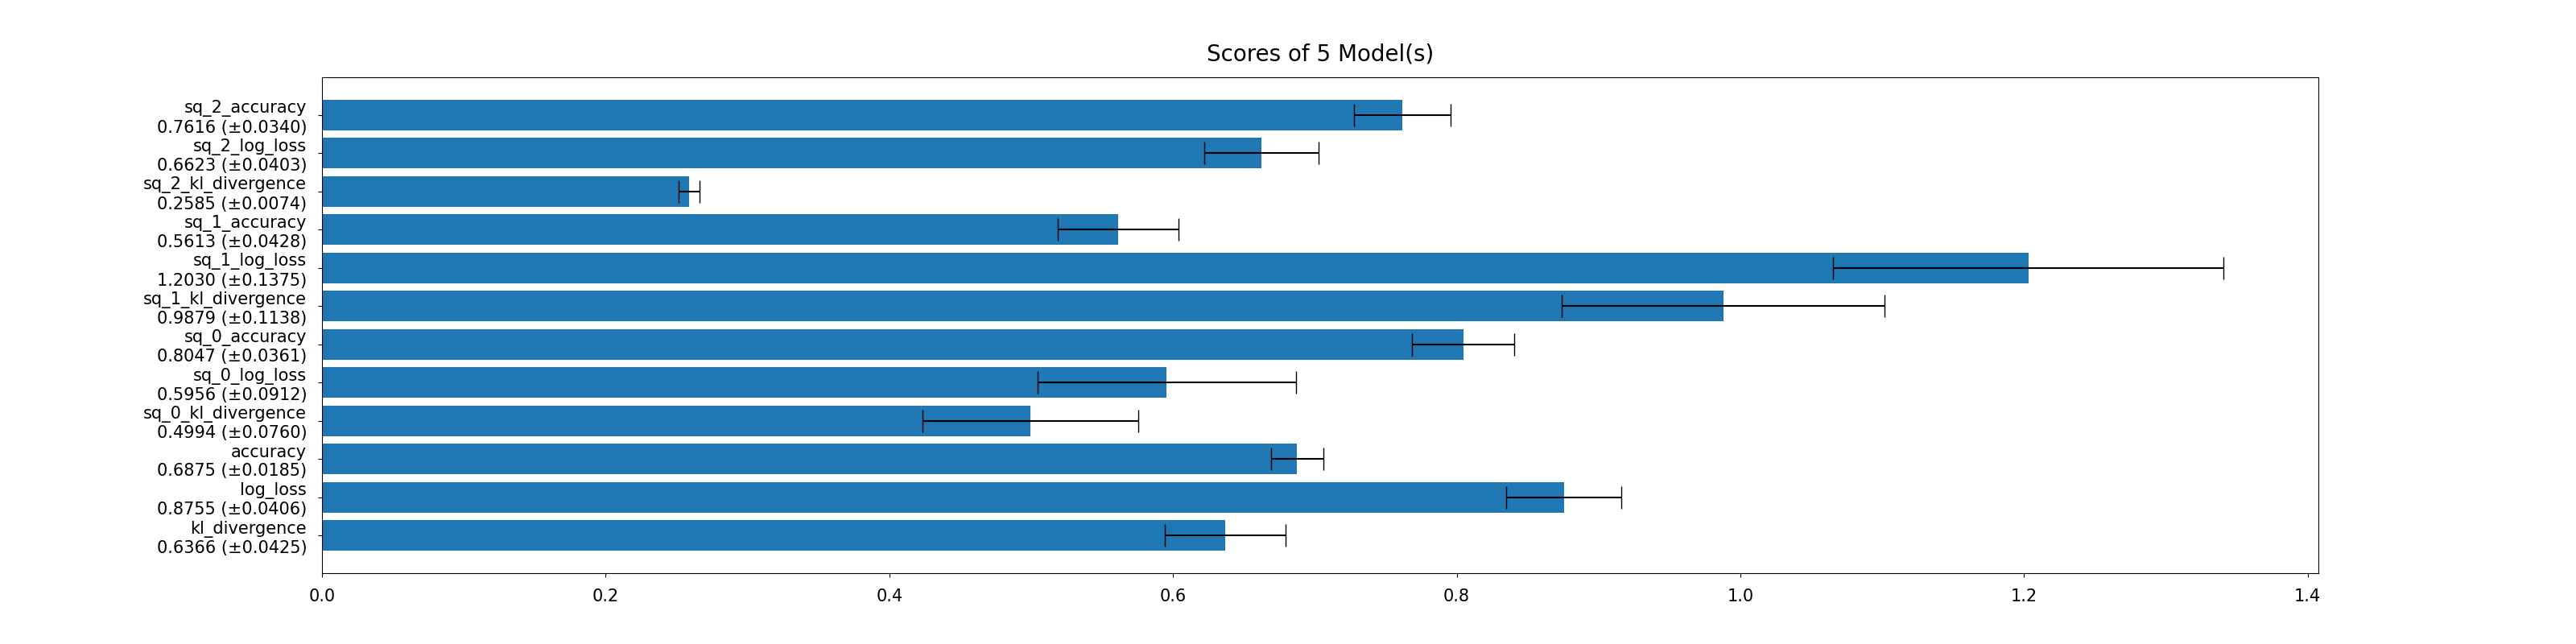 Scores of 5 Model(s)
sq_2_accuracy
0.7616 (±0.0340)
sq_2_log_loss
0.6623 (±0.0403)
sq_2_kl_divergence
0.2585 (±0.0074)
sq_1_accuracy
0.5613 (±0.0428)
sq_1_log_loss
1.2030 (±0.1375)
sq_1_kl_divergence
0.9879 (±0.1138)
sq_0_accuracy
0.8047 (±0.0361)
sq_0_log_loss
0.5956 (±0.0912)
sq_0_kl_divergence
0.4994 (±0.0760)
accuracy
0.6875 (±0.0185)
log_loss
0.8755 (±0.0406)
kl_divergence
0.6366 (±0.0425)
0.0 0.2 0.4 0.6 0.8 1.0 1.2 1.4